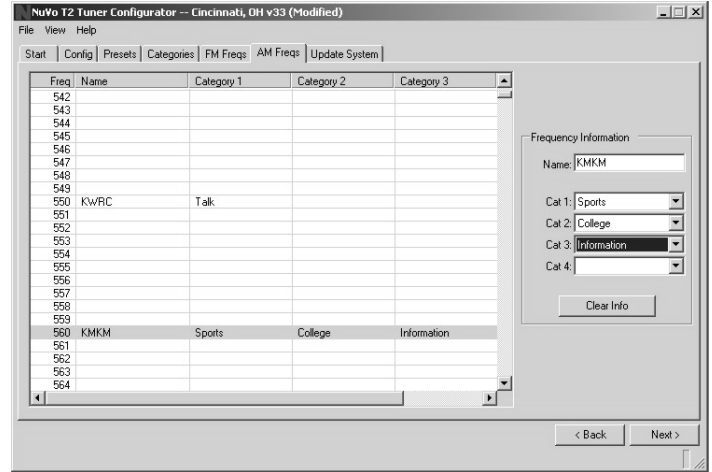 NuVo T2 Tuner Configurator -- Cincinnati, OH v33 (Modified)
File View Help
Start Config Presets Categories FM Freqs AM Freqs Update System
Freq Name Category 1 Category 2 Category 3
542
543
544
545
546
547
548
549
550 KWRC Talk
551
552
553
554
555
556
557
558
559
560 KMKM Sports College Information
561
562
563
564
Frequency Information
Name: KMKM
Cat 1: Sports
Cat 2: College
Cat 3: Information
Cat 4:
Clear Info
< Back Next >